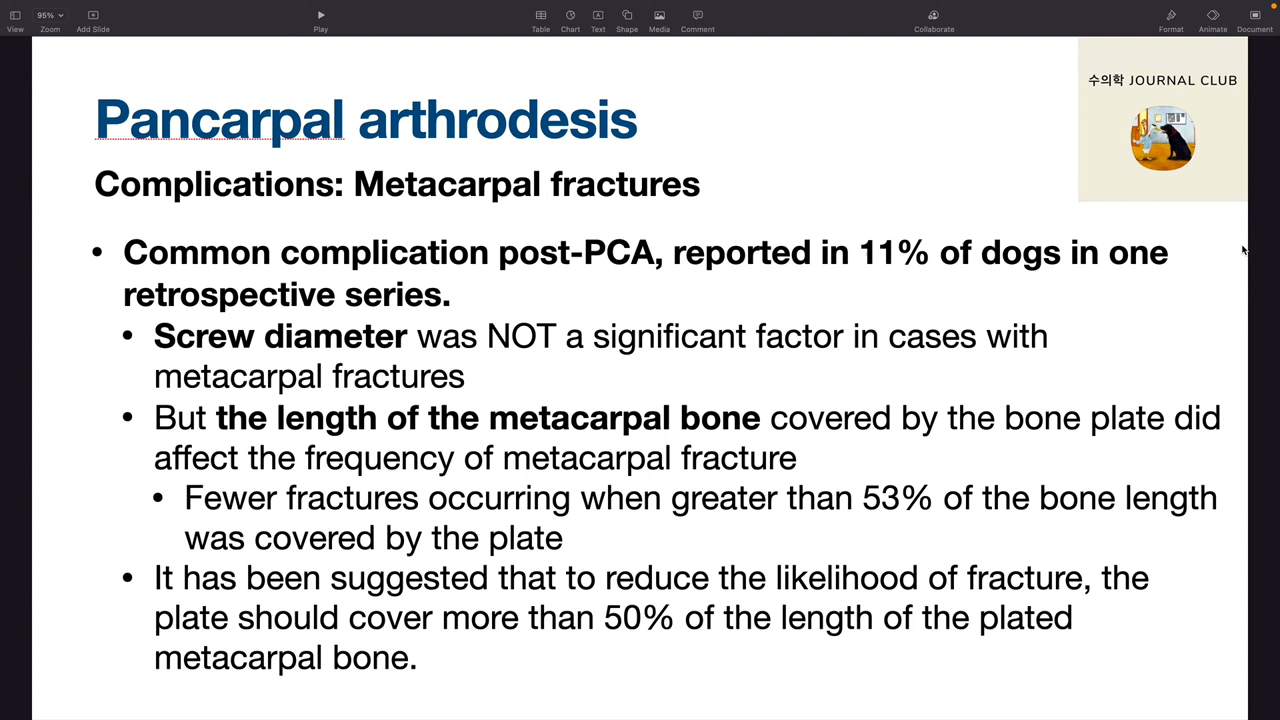 95%
View
Zoom
Add Slide
Play
Table
Chart
Text
Shape
Media
Comment
Collaborate
Format
Animate
Document
수의학 JOURNAL CLUB
Pancarpal arthrodesis
Complications: Metacarpal fractures
• Common complication post-PCA, reported in 11% of dogs in one
retrospective series.
• Screw diameter was NOT a significant factor in cases with
metacarpal fractures
• But the length of the metacarpal bone covered by the bone plate did
affect the frequency of metacarpal fracture
• Fewer fractures occurring when greater than 53% of the bone length
was covered by the plate
• It has been suggested that to reduce the likelihood of fracture, the
plate should cover more than 50% of the length of the plated
metacarpal bone.